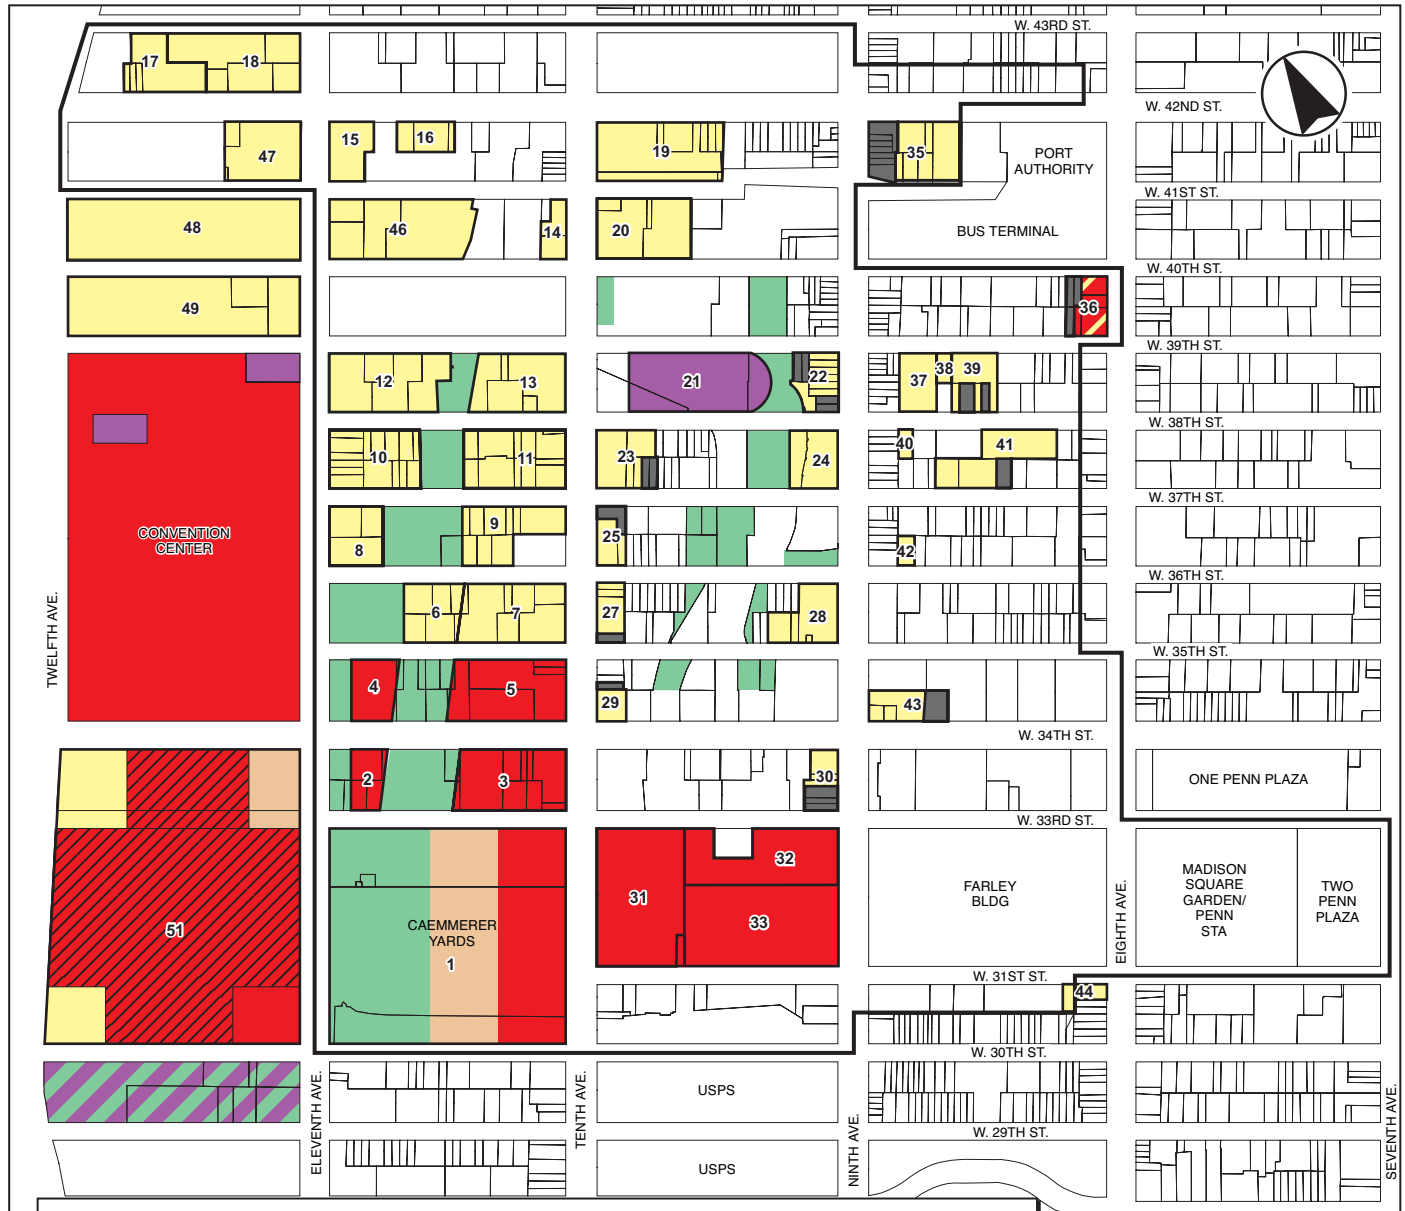 W. 43RD ST.
17
18
W. 42ND ST.
47
15
16
19
35
PORT
AUTHORITY
W. 41ST ST.
48
46
14
20
BUS TERMINAL
W. 40TH ST.
49
36
W. 39TH ST.
12
13
21
22
37
38
39
W. 38TH ST.
10
11
23
24
40
41
W. 37TH ST.
CONVENTION
CENTER
8
9
25
42
W. 36TH ST.
TWELFTH AVE.
6
7
27
28
W. 35TH ST.
4
5
29
43
W. 34TH ST.
2
3
30
ONE PENN PLAZA
W. 33RD ST.
51
CAEMMERER
YARDS
1
31
32
33
FARLEY
BLDG
EIGHTH AVE.
MADISON
SQUARE
GARDEN/
PENN
STA
TWO
PENN
PLAZA
W. 31ST ST.
44
W. 30TH ST.
ELEVENTH AVE.
TENTH AVE.
USPS
NINTH AVE.
SEVENTH AVE.
W. 29TH ST.
USPS